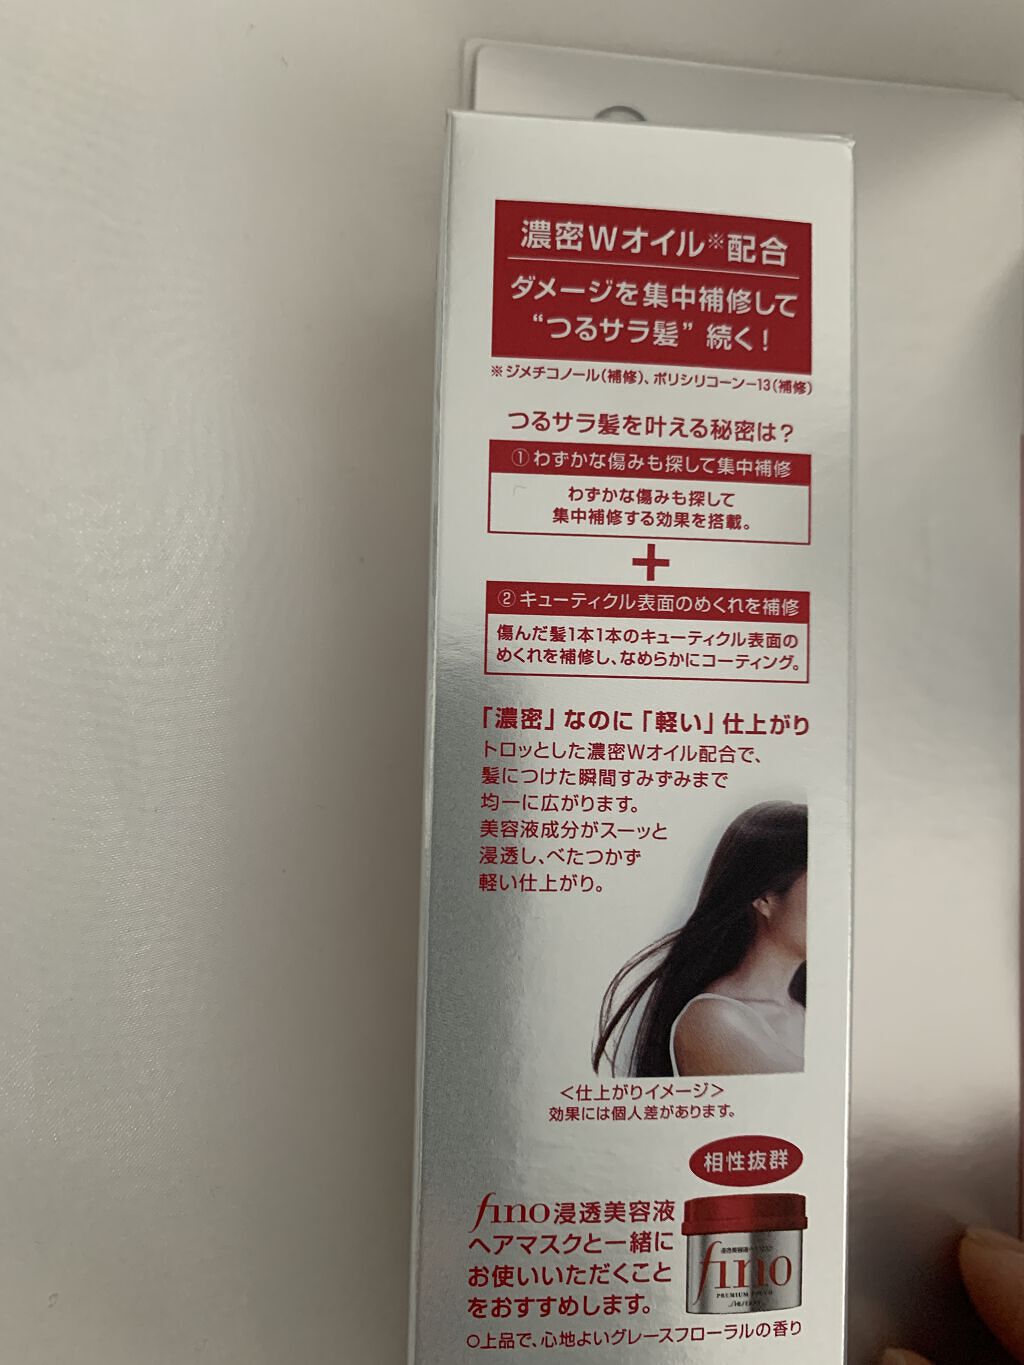 濃密Wオイル※配合
ダメージを集中補修して
“つるサラ髪” 続く！
※ジメチコノール(補修)、ポリシリコーン−13(補修)
つるサラ髪を叶える秘密は？
①わずかな傷みも探して集中補修
わずかな傷みも探して
集中補修する効果を搭載。
+
②キューティクル表面のめくれを補修
傷んだ髪1本1本のキューティクル表面の
めくれを補修し、なめらかにコーティング。
「濃密」なのに「軽い」仕上がり
トロッとした濃密Wオイル配合で、
髪につけた瞬間すみずみまで
均一に広がります。
美容液成分がスーッと
浸透し、べたつかず
軽い仕上がり。
＜仕上がりイメージ＞
効果には個人差があります。
相性抜群
fino浸透美容液
ヘアマスクと一緒に
お使いいただくこと
をおすすめします。
fino
PREMIUM TOUCH
SHISEIDO
○上品で、心地よいグレースフローラルの香り